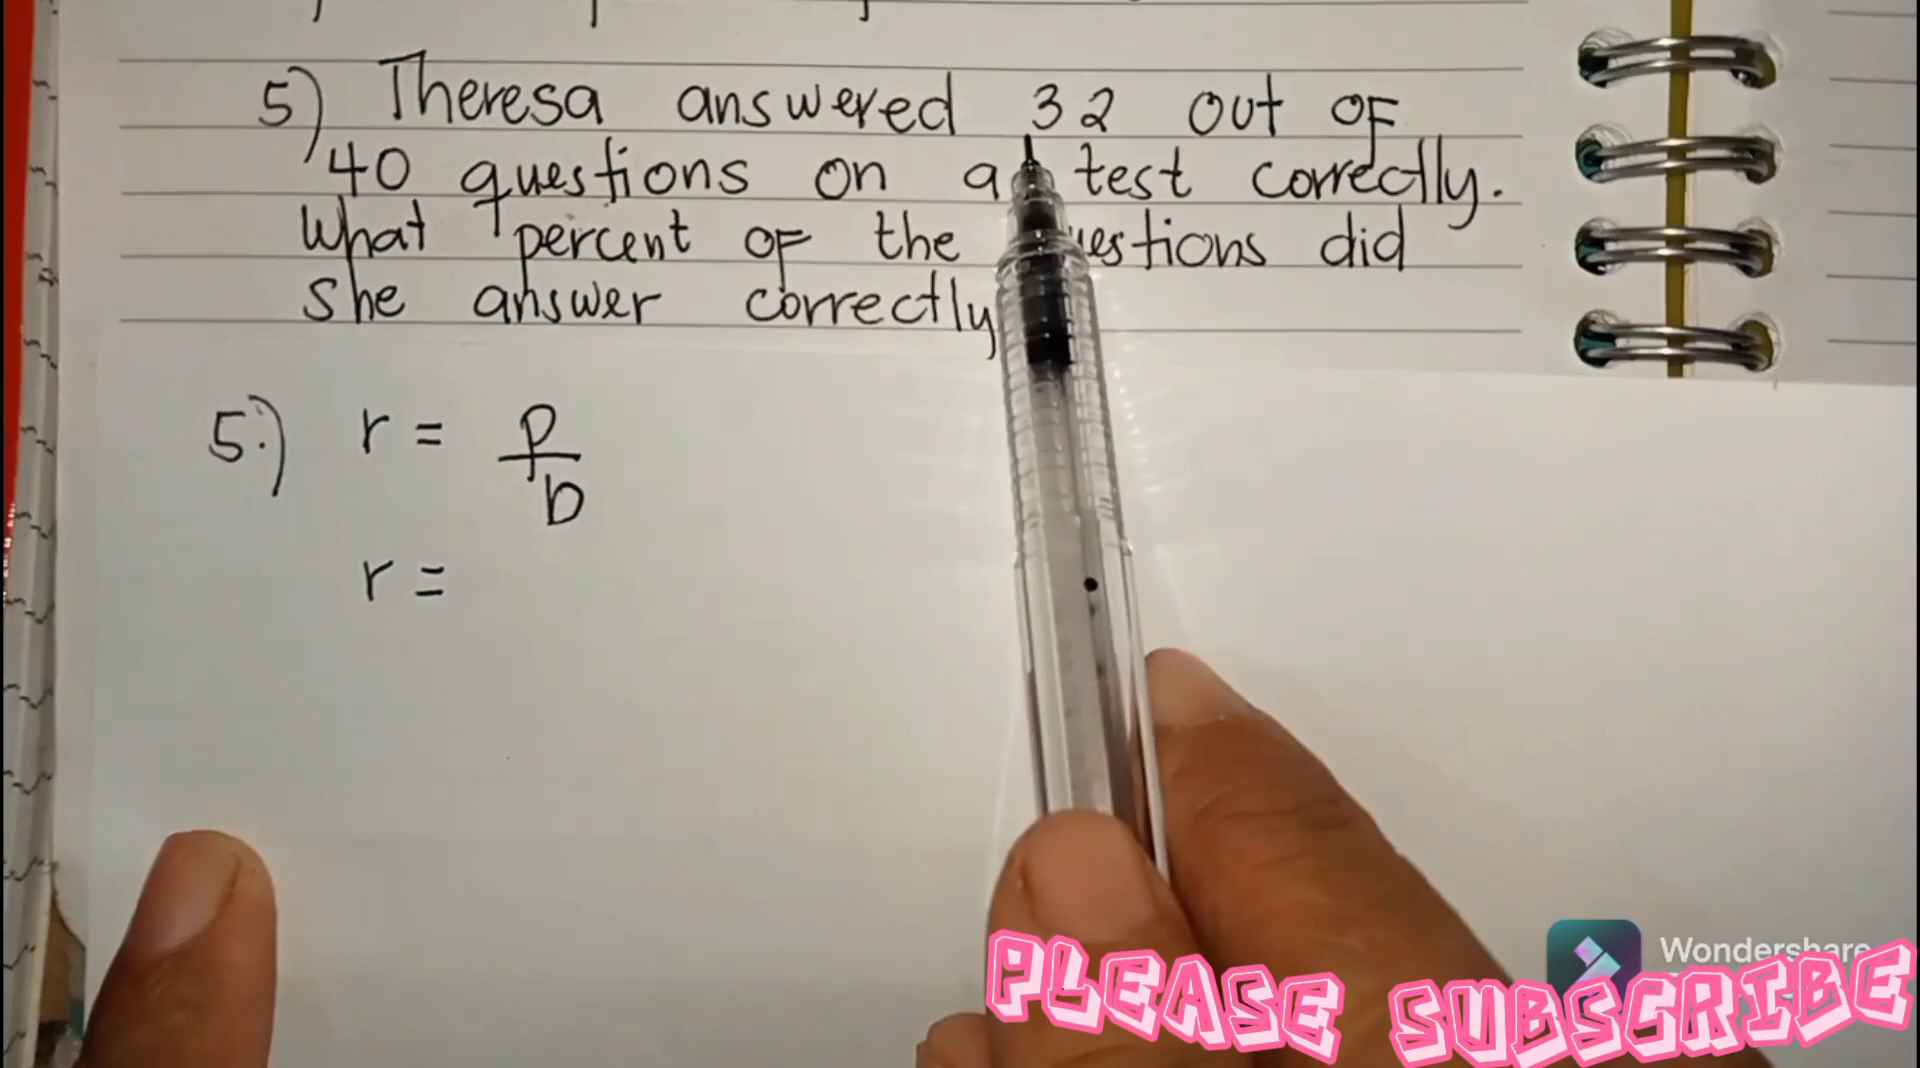 5) Theresa answered 32 out OF
40 questions on a test correctly.
What percent OF the
did
she answer correctly
5.) r = p/b
r =
Wondershare
PLEASE SUBSCRIBE